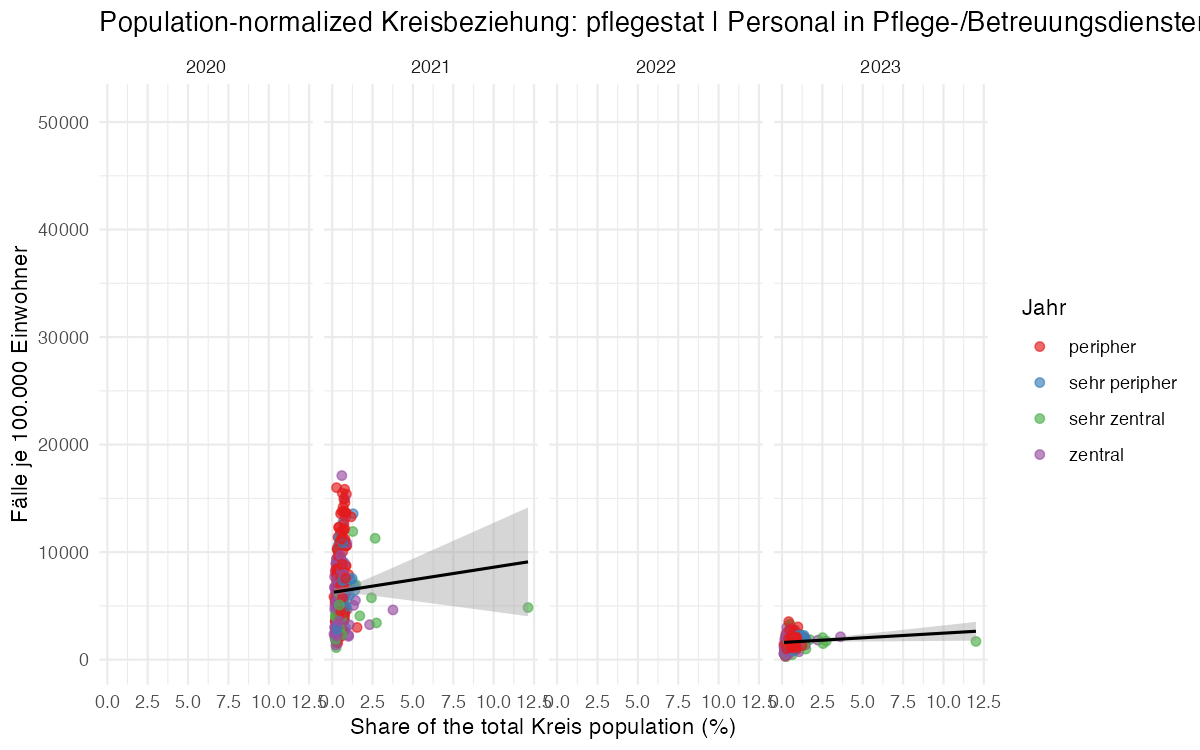 Population-normalized Kreisbeziehung: pflegestat | Personal in Pflege-/Betreuungsdiensten
2020 2021 2022 2023
50000
40000
30000
20000
10000
0
Fälle je 100.000 Einwohner
0.0 2.5 5.0 7.5 10.0 12.5 0.0 2.5 5.0 7.5 10.0 12.5 0.0 2.5 5.0 7.5 10.0 12.5 0.0 2.5 5.0 7.5 10.0 12.5
Share of the total Kreis population (%)
Jahr
peripher
sehr peripher
sehr zentral
zentral